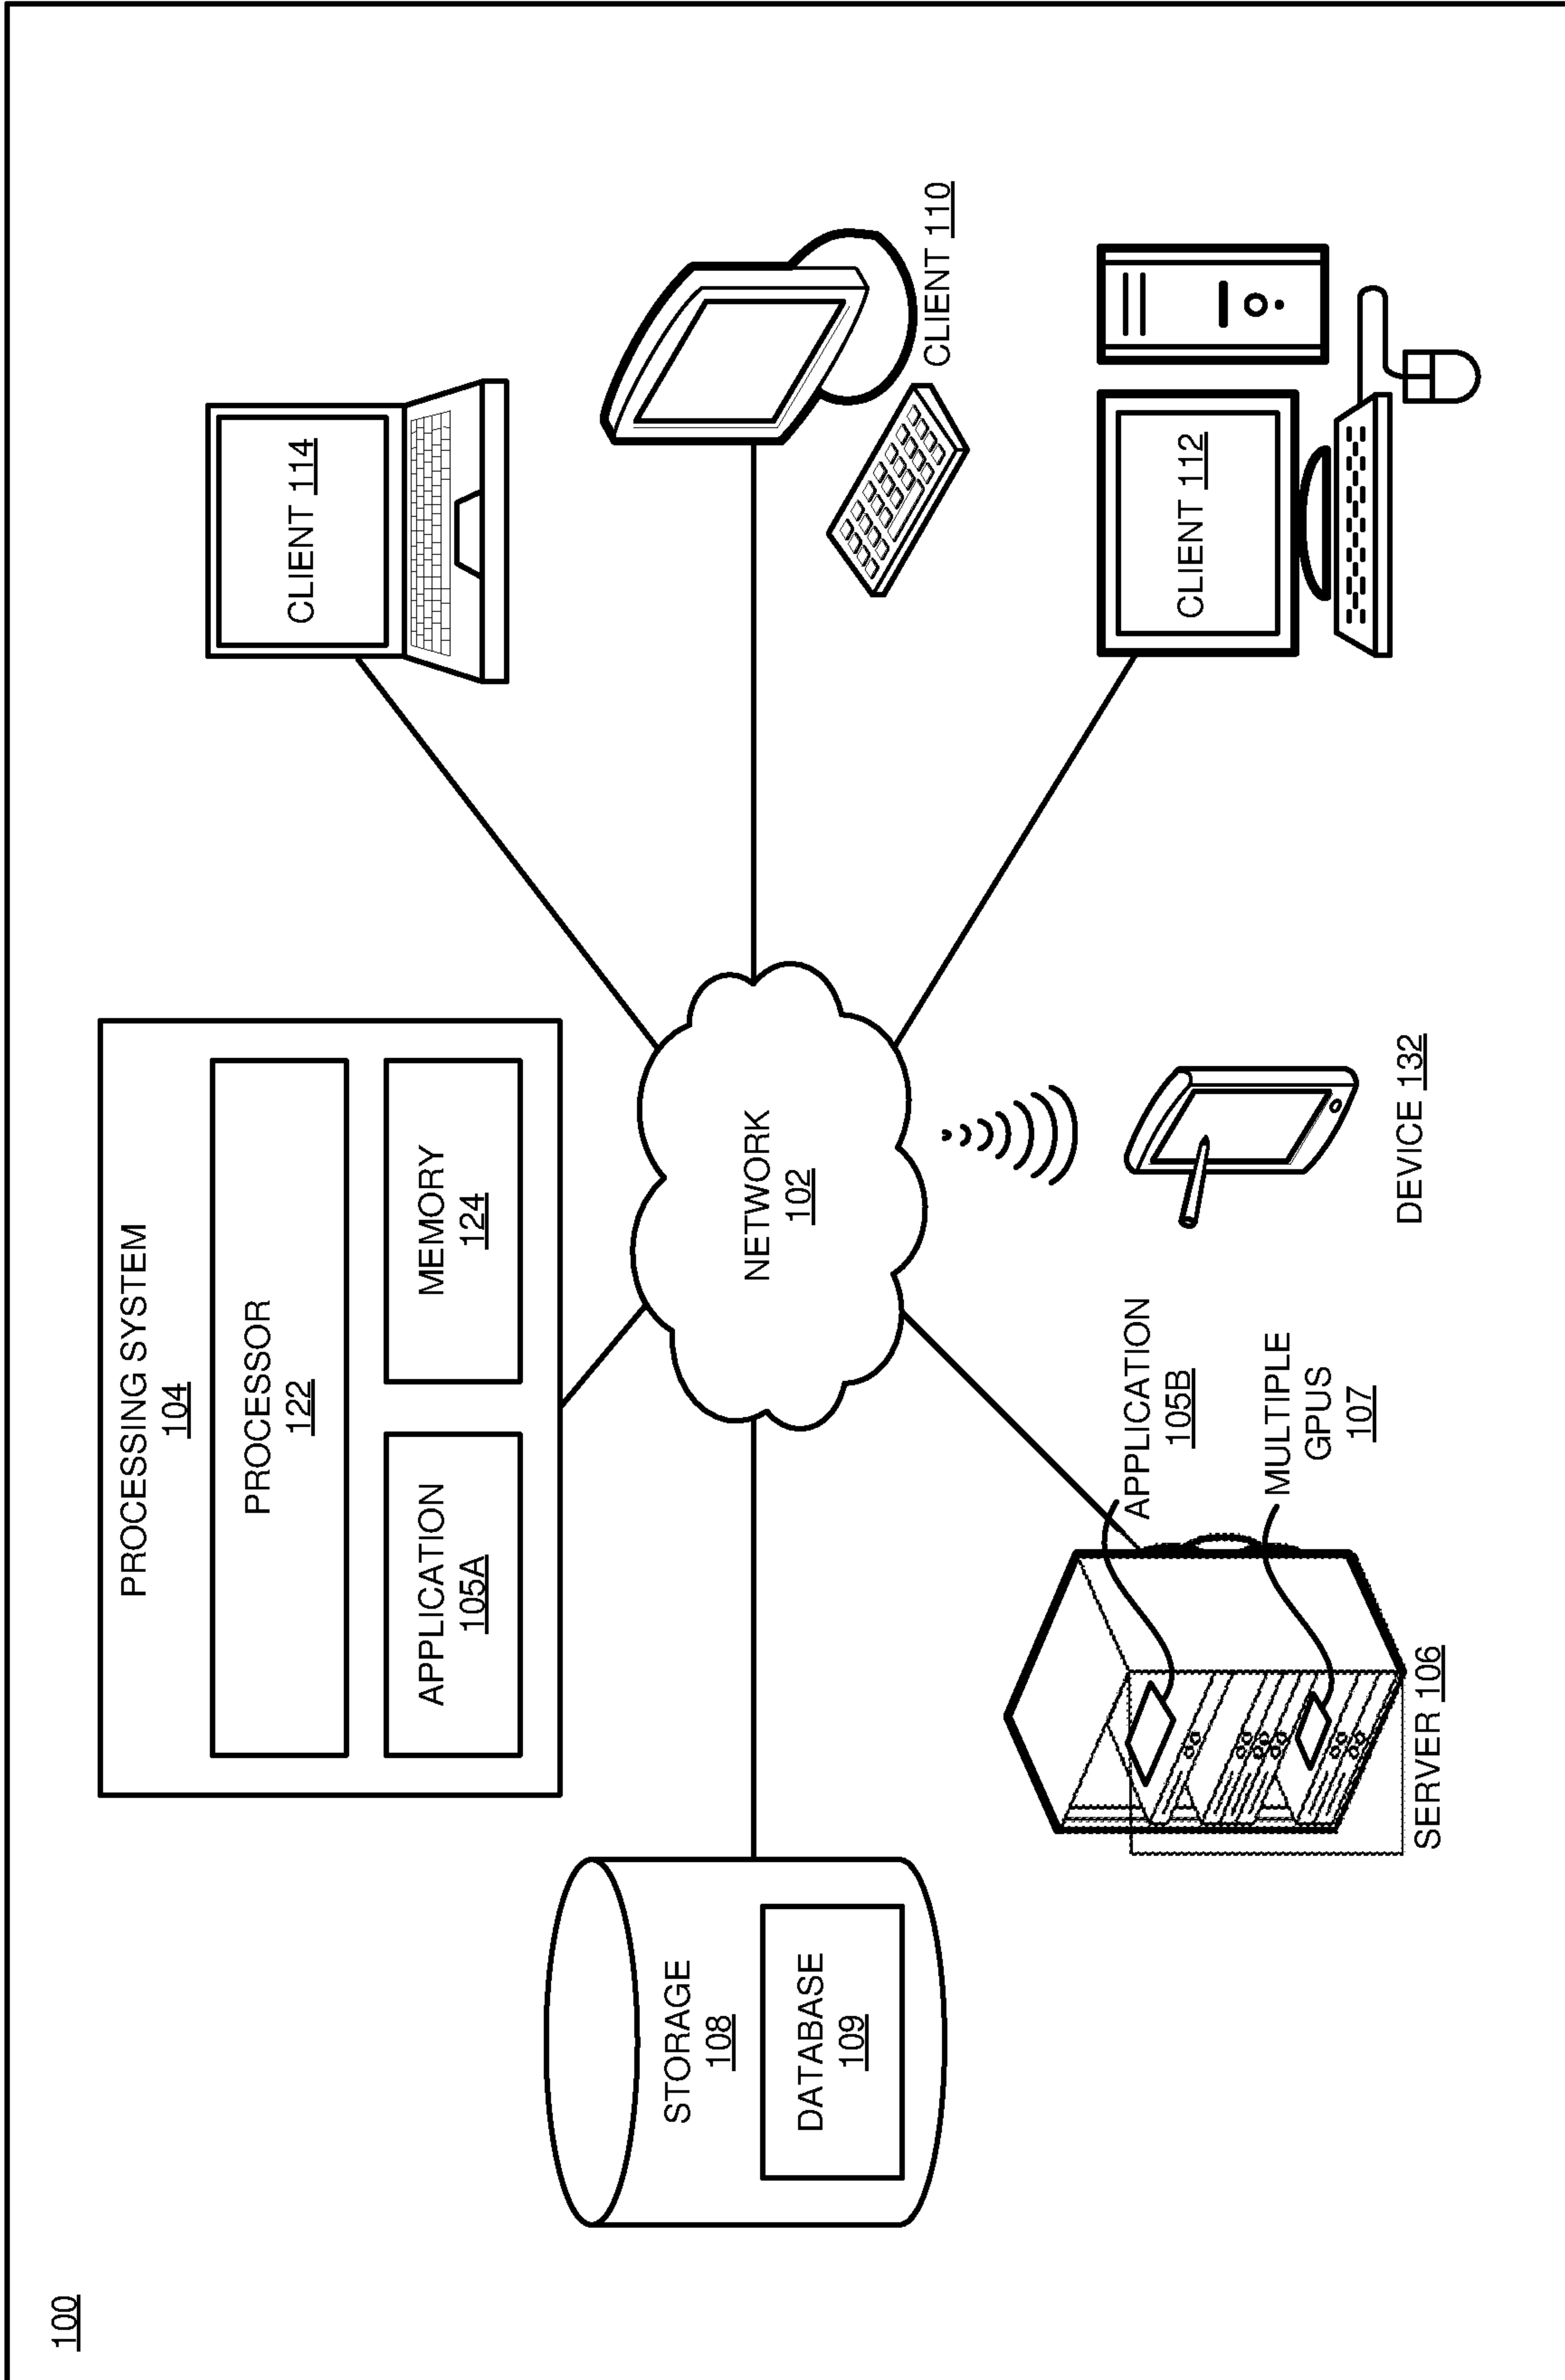 100
PROCESSING SYSTEM
104
PROCESSOR
122
APPLICATION
105A
MEMORY
124
CLIENT 114
STORAGE
108
DATABASE
109
NETWORK
102
CLIENT 110
SERVER 106
APPLICATION
105B
MULTIPLE
GPUS
107
DEVICE 132
CLIENT 112